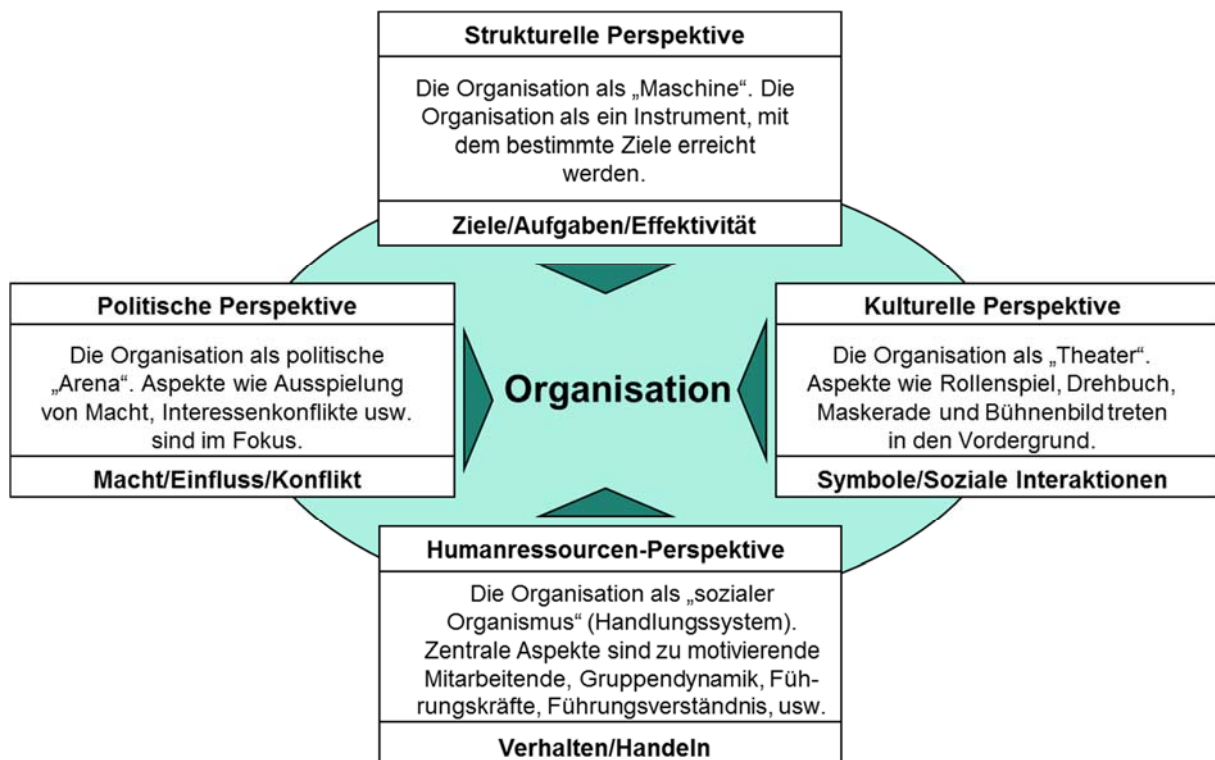 Strukturelle Perspektive
Die Organisation als „Maschine“. Die
Organisation als ein Instrument, mit
dem bestimmte Ziele erreicht
werden.
Ziele/Aufgaben/Effektivität
Politische Perspektive
Die Organisation als politische
„Arena“. Aspekte wie Ausspielung
von Macht, Interessenkonflikte usw.
sind im Fokus.
Macht/Einfluss/Konflikt
Organisation
Kulturelle Perspektive
Die Organisation als „Theater“.
Aspekte wie Rollenspiel, Drehbuch,
Maskerade und Bühnenbild treten
in den Vordergrund.
Symbole/Soziale Interaktionen
Humanressourcen-Perspektive
Die Organisation als „sozialer
Organismus“ (Handlungssystem).
Zentrale Aspekte sind zu motivierende
Mitarbeitende, Gruppendynamik, Füh-
rungskräfte, Führungsverständnis, usw.
Verhalten/Handeln